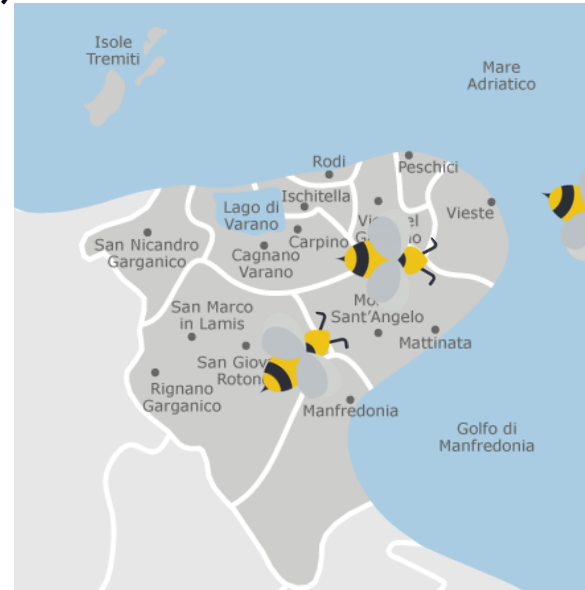 Isole
Tremiti
Mare
Adriatico
Rodi
Peschici
Ischitella
Lago di
Varano
Vieste
San Nicandro
Garganico
Carpino
Cagnano
Varano
San Marco
in Lamis
Sant'Angelo
Mattinata
San
Rignano
Garganico
Manfredonia
Golfo di
Manfredonia